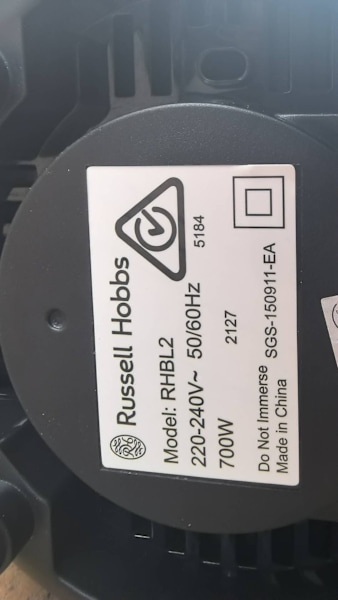 Russell Hobbs
Model: RHBL2
5184
220-240V~ 50/60Hz
700W
2127
Do Not Immerse SGS-150911-EA
Made in China